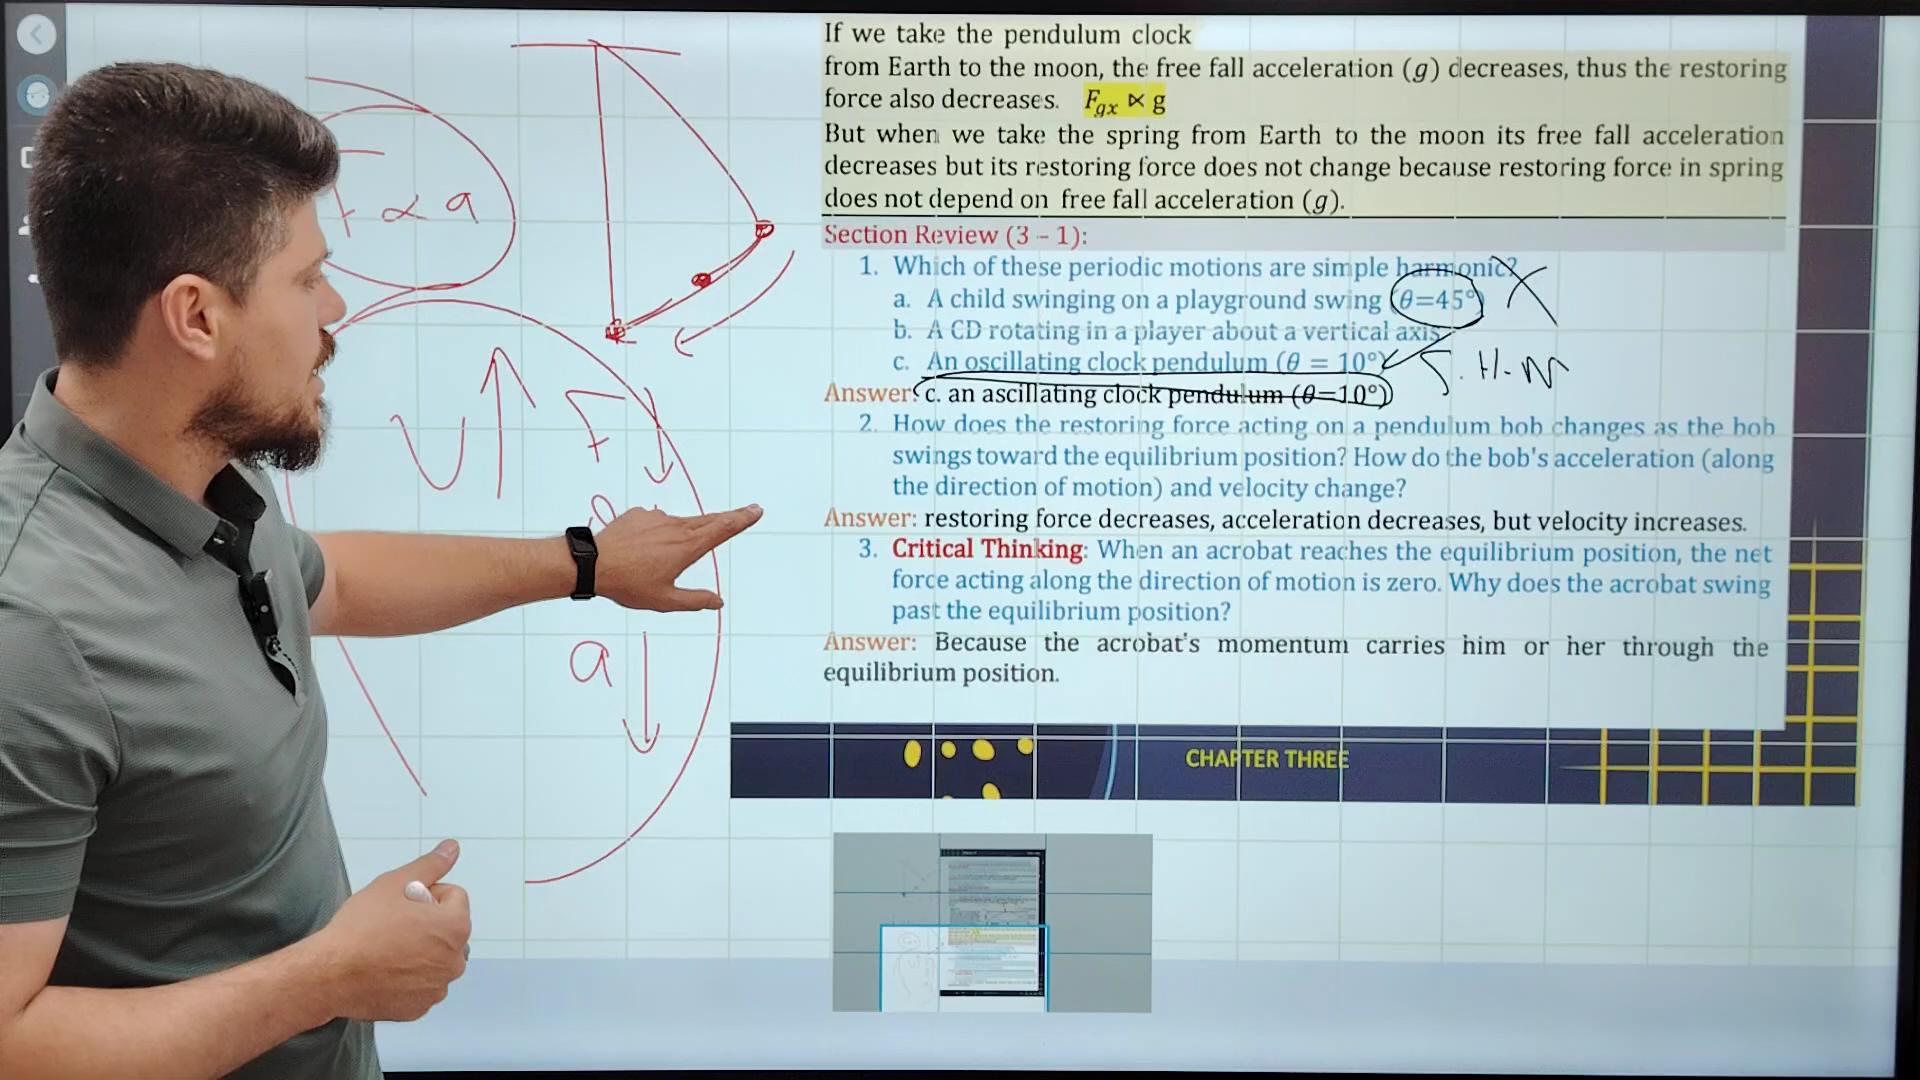 If we take the pendulum clock
from Earth to the moon, the free fall acceleration (g) decreases, thus the restoring
force also decreases. Fgx ∝ g
But when we take the spring from Earth to the moon its free fall acceleration
decreases but its restoring force does not change because restoring force in spring
does not depend on free fall acceleration (g).
Section Review (3 – 1):
1. Which of these periodic motions are simple harmonic?
a. A child swinging on a playground swing (θ=45°)
b. A CD rotating in a player about a vertical axis
c. An oscillating clock pendulum (θ = 10°)
S. H. M
Answer: c. an ascillating clock pendulum (θ=10°)
2. How does the restoring force acting on a pendulum bob changes as the bob
swings toward the equilibrium position? How do the bob's acceleration (along
the direction of motion) and velocity change?
Answer: restoring force decreases, acceleration decreases, but velocity increases.
3. Critical Thinking: When an acrobat reaches the equilibrium position, the net
force acting along the direction of motion is zero. Why does the acrobat swing
past the equilibrium position?
Answer: Because the acrobat's momentum carries him or her through the
equilibrium position.
CHAPTER THREE
F ∝ a
U ↑ F ↓
a ↓